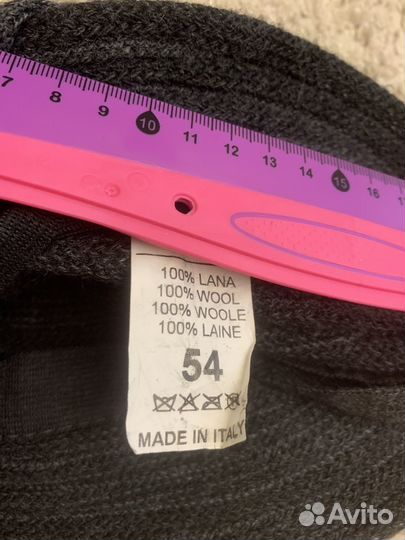 7 8 9 10 11 12 13 14 15 16 17
100% LANA
100% WOOL
100% WOOLE
100% LAINE
54
MADE IN ITALY
Avito